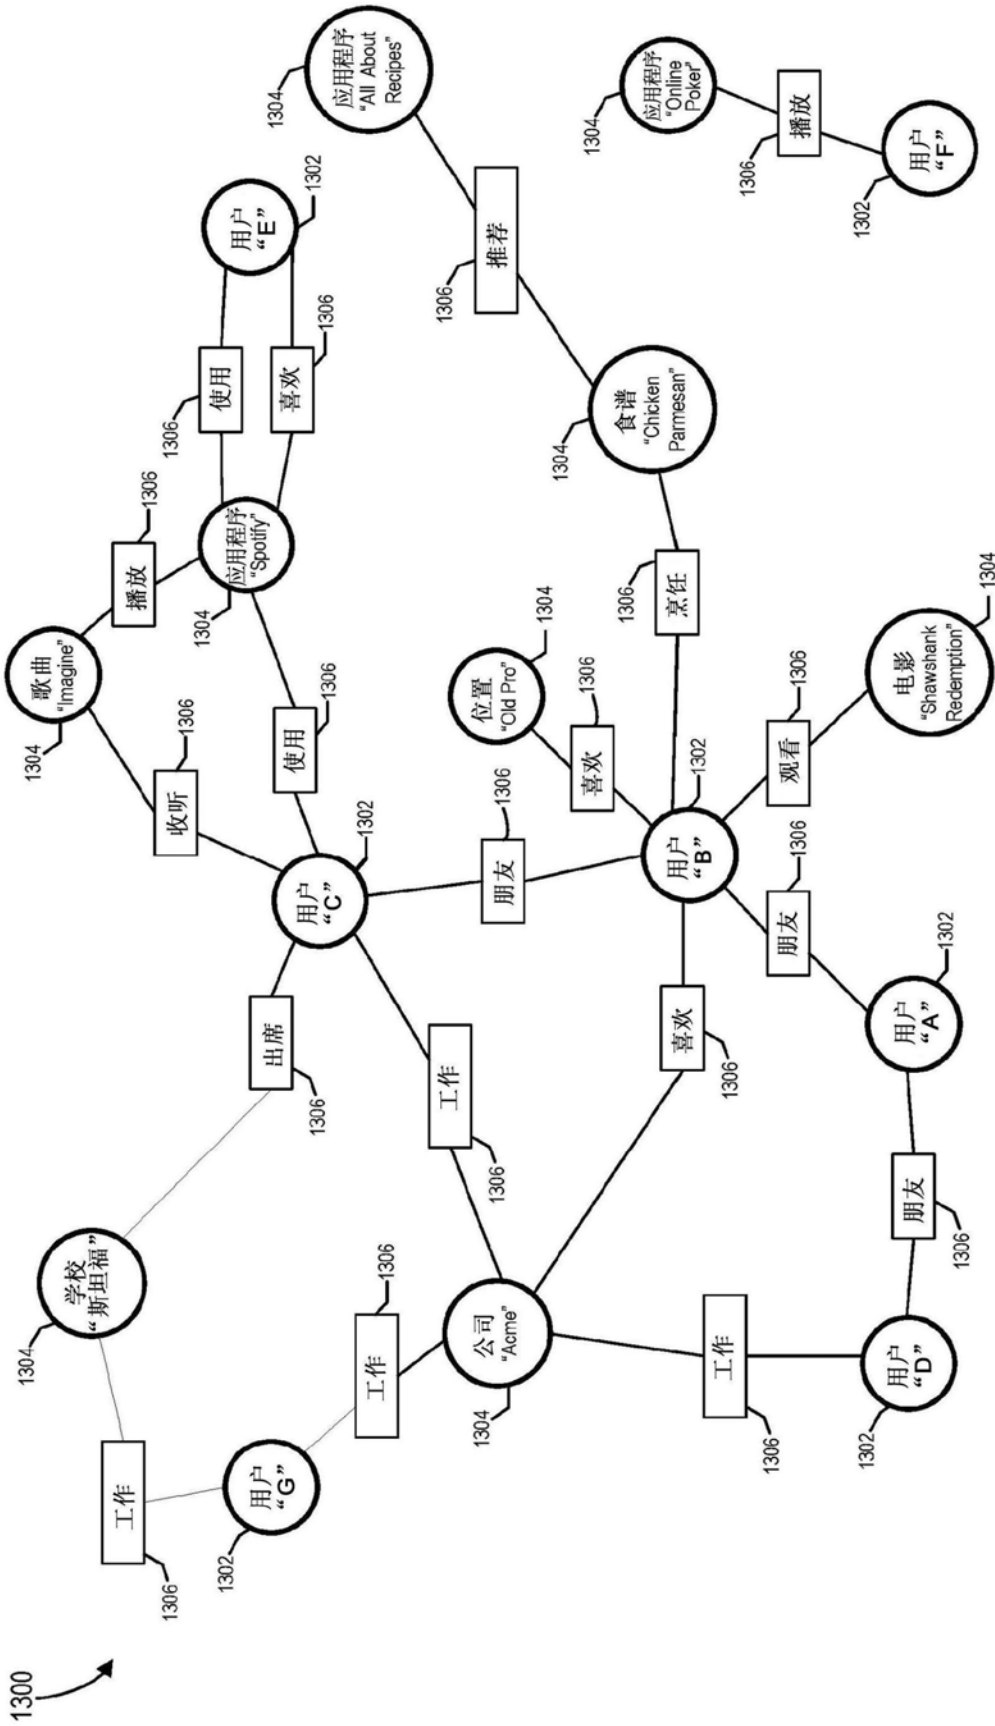 1300
1304
学校
“斯坦福”
1304
歌曲
“Imagine”
1306
工作
1306
播放
1306
收听
1306
1304
应用程序
“Spotify”
1306
使用
用户
“E”
1302
1302
用户
“G”
1306
出席
1306
喜欢
1306
使用
1306
用户
“C”
1302
1304
应用程序
“All About
Recipes”
工作
1306
工作
1306
1306
推荐
1304
公司
“Acme”
朋友
1306
位置
“Old Pro”
1304
喜欢
1306
1304
食谱
“Chicken
Parmesan”
1306
烹饪
用户
“B”
1302
喜欢
1306
1304
应用程序
“Online
Poker”
工作
1306
朋友
1306
观看
1306
1306
播放
1302
用户
“D”
朋友
1306
用户
“A”
1302
电影
“Shawshank
Redemption”
1304
1302
用户
“F”